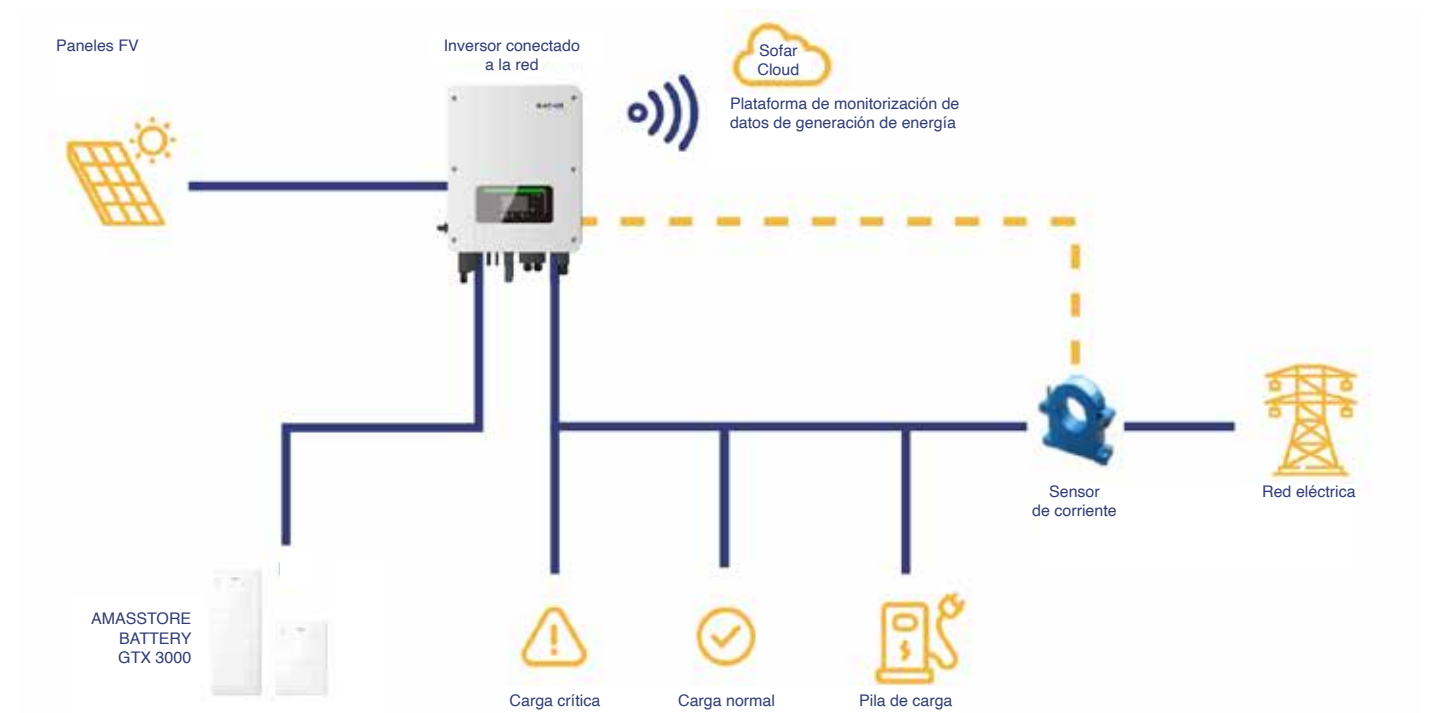 Paneles FV
Inversor conectado
a la red
Sofar
Cloud
Plataforma de monitorización de
datos de generación de energía
Sensor
de corriente
Red eléctrica
AMASSTORE
BATTERY
GTX 3000
Carga crítica
Carga normal
Pila de carga